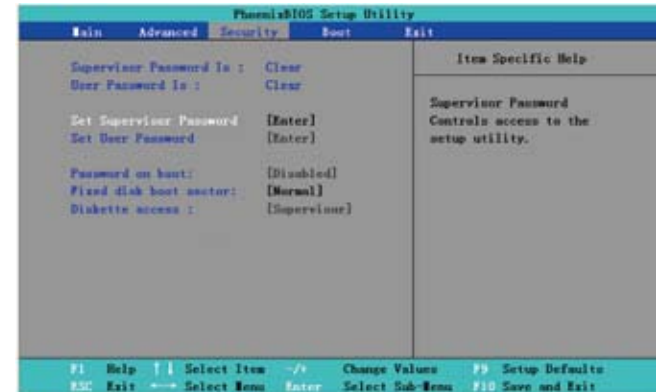 PhoenixBIOS Setup Utility
Main Advanced Security Boot Exit
Item Specific Help
Supervisor Password Is : Clear
User Password Is : Clear
Supervisor Password
Controls access to the
setup utility.
Set Supervisor Password [Enter]
Set User Password [Enter]
Password on boot: [Disabled]
Fixed disk boot sector: [Normal]
Diskette access : [Supervisor]
F1 Help ↑↓ Select Item -/+ Change Values F9 Setup Defaults
ESC Exit ←→ Select Menu Enter Select Sub-Menu F10 Save and Exit